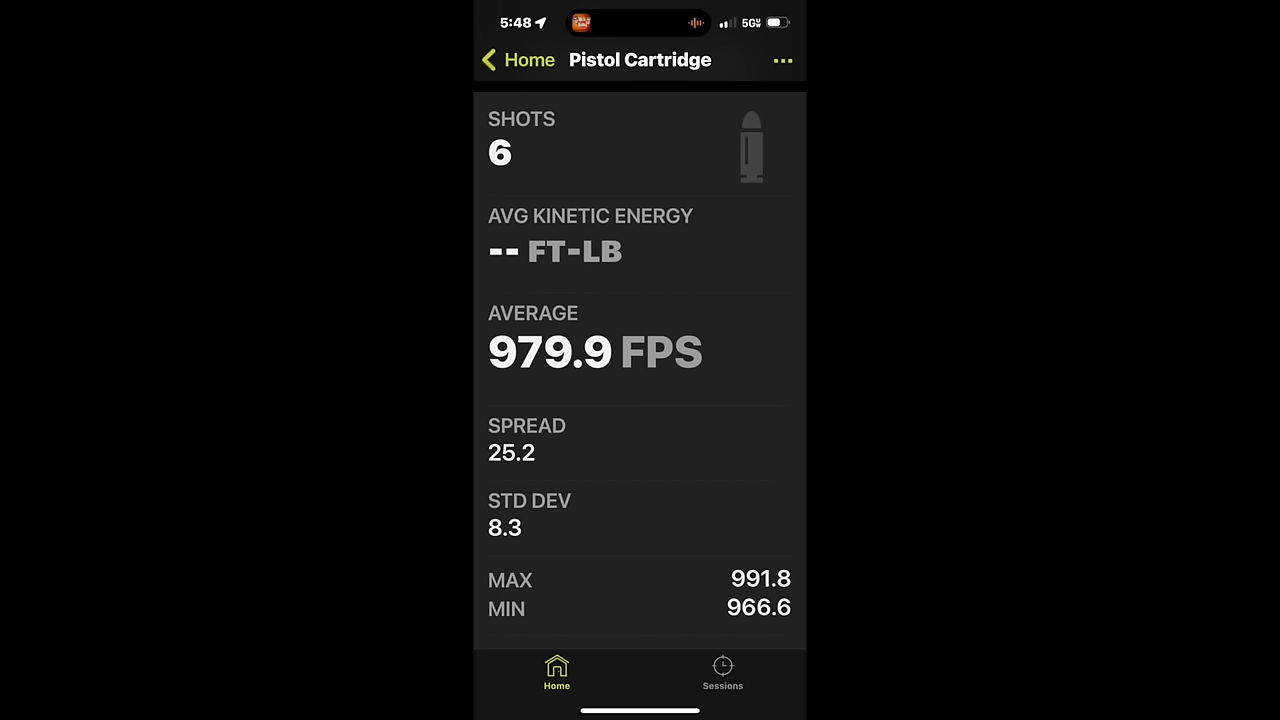 5:48 5GW
Home Pistol Cartridge
SHOTS
6
AVG KINETIC ENERGY
-- FT-LB
AVERAGE
979.9 FPS
SPREAD
25.2
STD DEV
8.3
MAX 991.8
MIN 966.6
Home Sessions